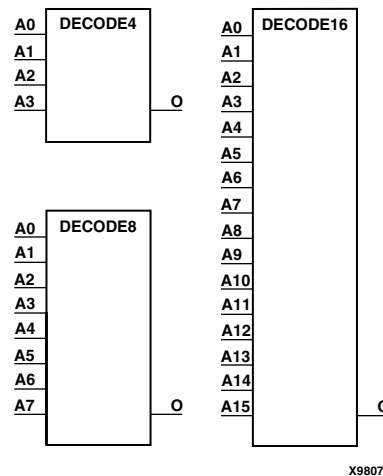 DECODE4
A0
A1
A2
A3
O
DECODE8
A0
A1
A2
A3
A4
A5
A6
A7
O
DECODE16
A0
A1
A2
A3
A4
A5
A6
A7
A8
A9
A10
A11
A12
A13
A14
A15
O
X9807